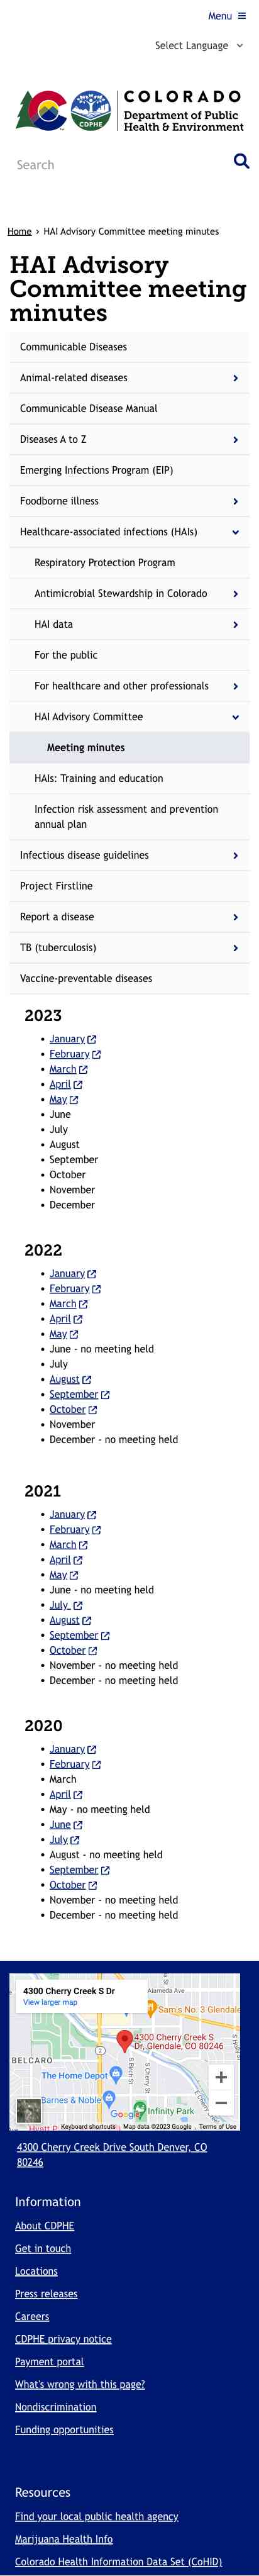 Menu
Select Language
COLORADO
Department of Public
Health & Environment
CDPHE
Search
Home › HAI Advisory Committee meeting minutes
HAI Advisory
Committee meeting
minutes
Communicable Diseases
Animal-related diseases
Communicable Disease Manual
Diseases A to Z
Emerging Infections Program (EIP)
Foodborne illness
Healthcare-associated infections (HAIs)
Respiratory Protection Program
Antimicrobial Stewardship in Colorado
HAI data
For the public
For healthcare and other professionals
HAI Advisory Committee
Meeting minutes
HAIs: Training and education
Infection risk assessment and prevention
annual plan
Infectious disease guidelines
Project Firstline
Report a disease
TB (tuberculosis)
Vaccine-preventable diseases
2023
• January
• February
• March
• April
• May
• June
• July
• August
• September
• October
• November
• December
2022
• January
• February
• March
• April
• May
• June - no meeting held
• July
• August
• September
• October
• November
• December - no meeting held
2021
• January
• February
• March
• April
• May
• June - no meeting held
• July
• August
• September
• October
• November - no meeting held
• December - no meeting held
2020
• January
• February
• March
• April
• May - no meeting held
• June
• July
• August - no meeting held
• September
• October
• November - no meeting held
• December - no meeting held
4300 Cherry Creek S Dr
View larger map
Alameda Ave
Sam's No. 3 Glendale
4300 Cherry Creek S
Dr, Glendale, CO 80246
2
BELCARO
The Home Depot
S Birch St
S Cherry St
Barnes & Noble
Google
Infinite
Keyboard shortcuts
Map data ©2023 Google
Terms of Use
4300 Cherry Creek Drive South Denver, CO
80246
Information
About CDPHE
Get in touch
Locations
Press releases
Careers
CDPHE privacy notice
Payment portal
What's wrong with this page?
Nondiscrimination
Funding opportunities
Resources
Find your local public health agency
Marijuana Health Info
Colorado Health Information Data Set (CoHID)